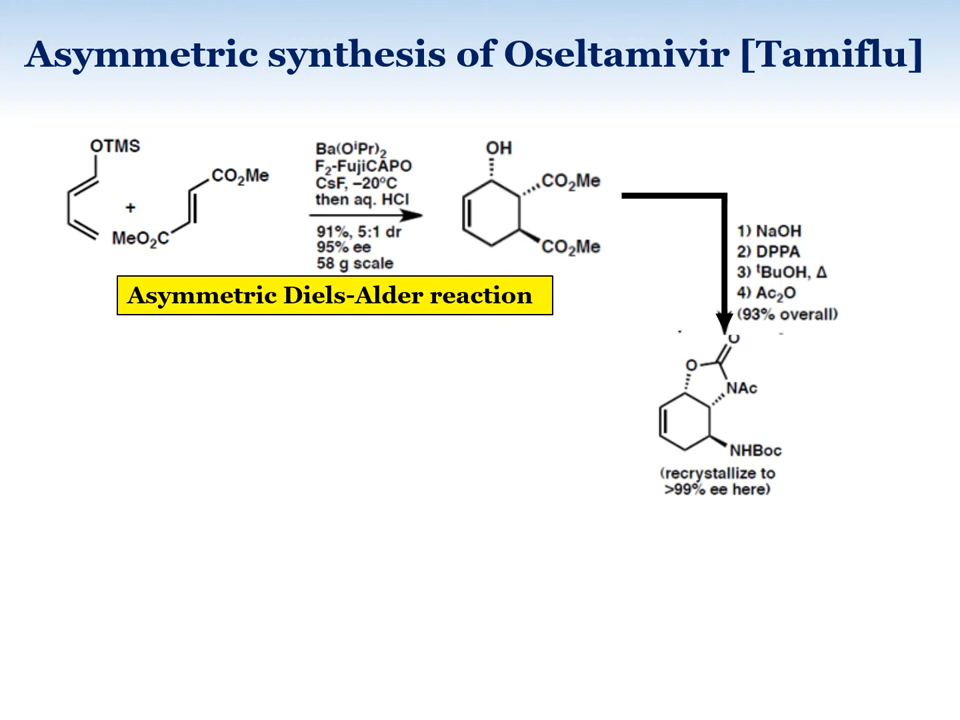 Asymmetric synthesis of Oseltamivir [Tamiflu]
OTMS
+
CO₂Me
MeO₂C
Ba(OⁱPr)₂
F₂-FujiCAPO
CsF, –20ºC
then aq. HCl
91%, 5:1 dr
95% ee
58 g scale
OH
CO₂Me
CO₂Me
Asymmetric Diels-Alder reaction
1) NaOH
2) DPPA
3) ᵗBuOH, Δ
4) Ac₂O
(93% overall)
O
O
NAc
NHBoc
(recrystallize to
>99% ee here)